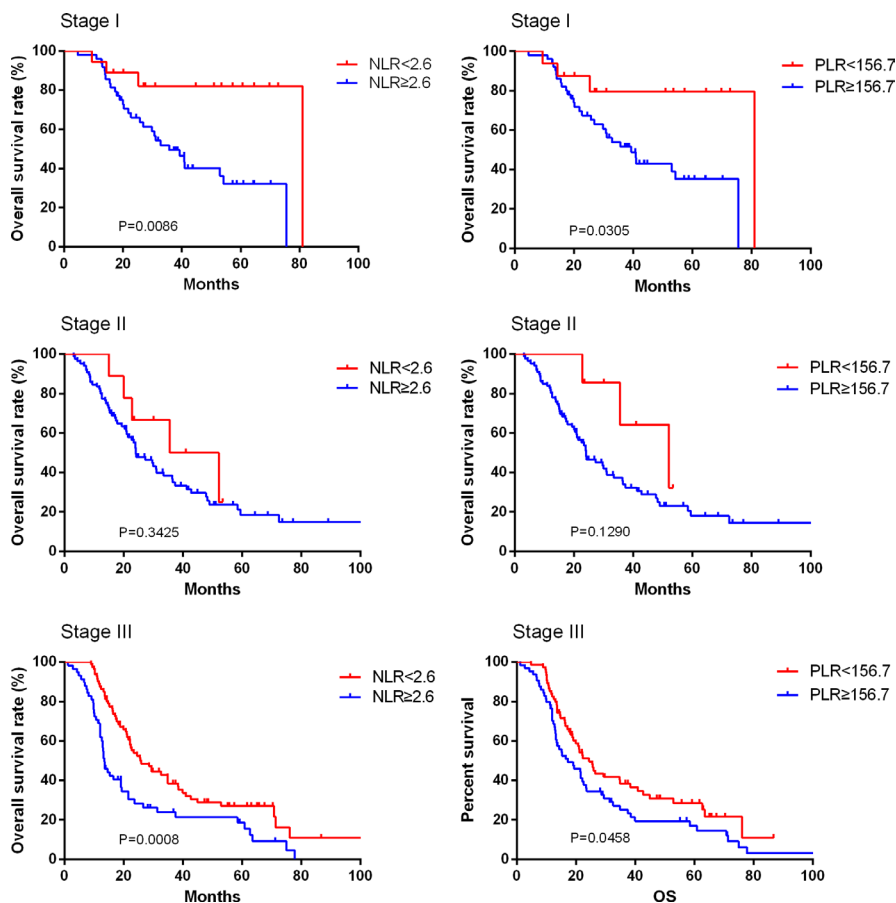 Stage I
Overall survival rate (%)
100
80
60
40
20
0
NLR<2.6
NLR≥2.6
P=0.0086
0 20 40 60 80 100
Months
Stage I
Overall survival rate (%)
100
80
60
40
20
0
PLR<156.7
PLR≥156.7
P=0.0305
0 20 40 60 80 100
Months
Stage II
Overall survival rate (%)
100
80
60
40
20
0
NLR<2.6
NLR≥2.6
P=0.3425
0 20 40 60 80 100
Months
Stage II
Overall survival rate (%)
100
80
60
40
20
0
PLR<156.7
PLR≥156.7
P=0.1290
0 20 40 60 80 100
Months
Stage III
Overall survival rate (%)
100
80
60
40
20
0
NLR<2.6
NLR≥2.6
P=0.0008
0 20 40 60 80 100
Months
Stage III
Percent survival
100
80
60
40
20
0
PLR<156.7
PLR≥156.7
P=0.0458
0 20 40 60 80 100
OS